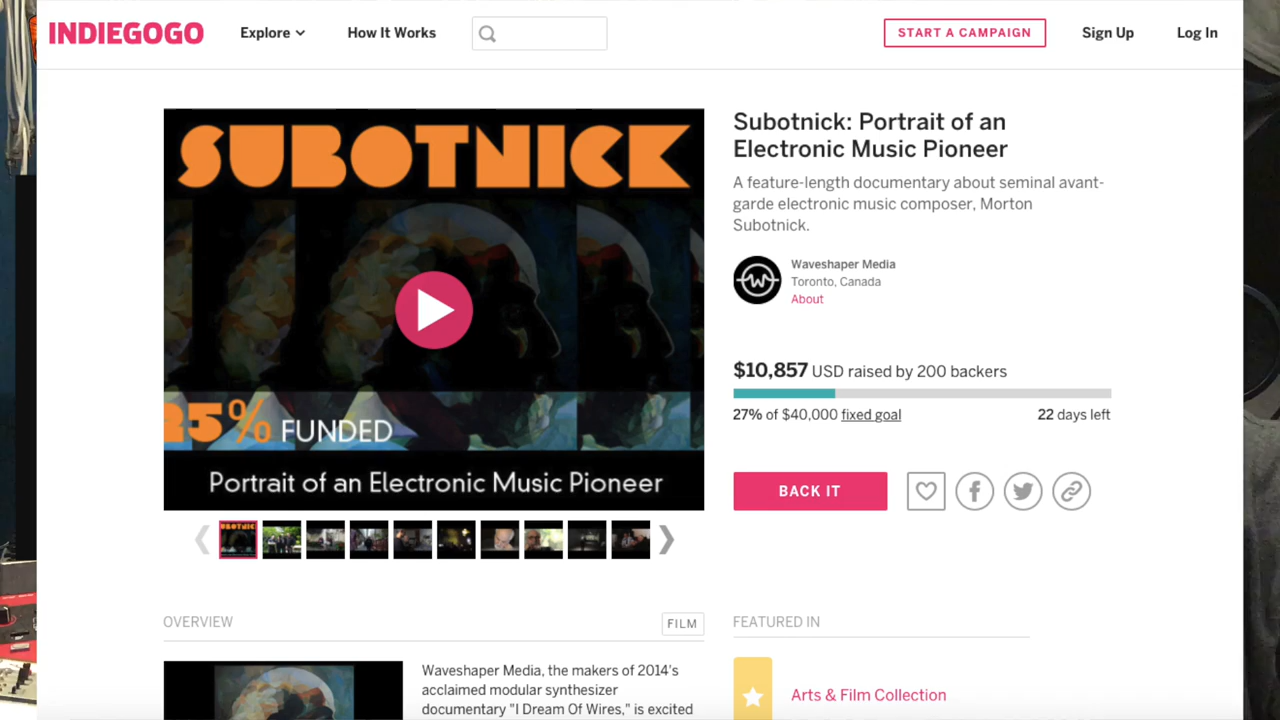 INDIEGOGO
Explore
How It Works
START A CAMPAIGN
Sign Up
Log In
SUBOTNICK
25% FUNDED
Portrait of an Electronic Music Pioneer
Subotnick: Portrait of an
Electronic Music Pioneer
A feature-length documentary about seminal avant-
garde electronic music composer, Morton
Subotnick.
Waveshaper Media
Toronto, Canada
About
$10,857 USD raised by 200 backers
27% of $40,000 fixed goal
22 days left
BACK IT
SUBOTNICK
OVERVIEW
FILM
Waveshaper Media, the makers of 2014's
acclaimed modular synthesizer
documentary "I Dream Of Wires," is excited
FEATURED IN
Arts & Film Collection